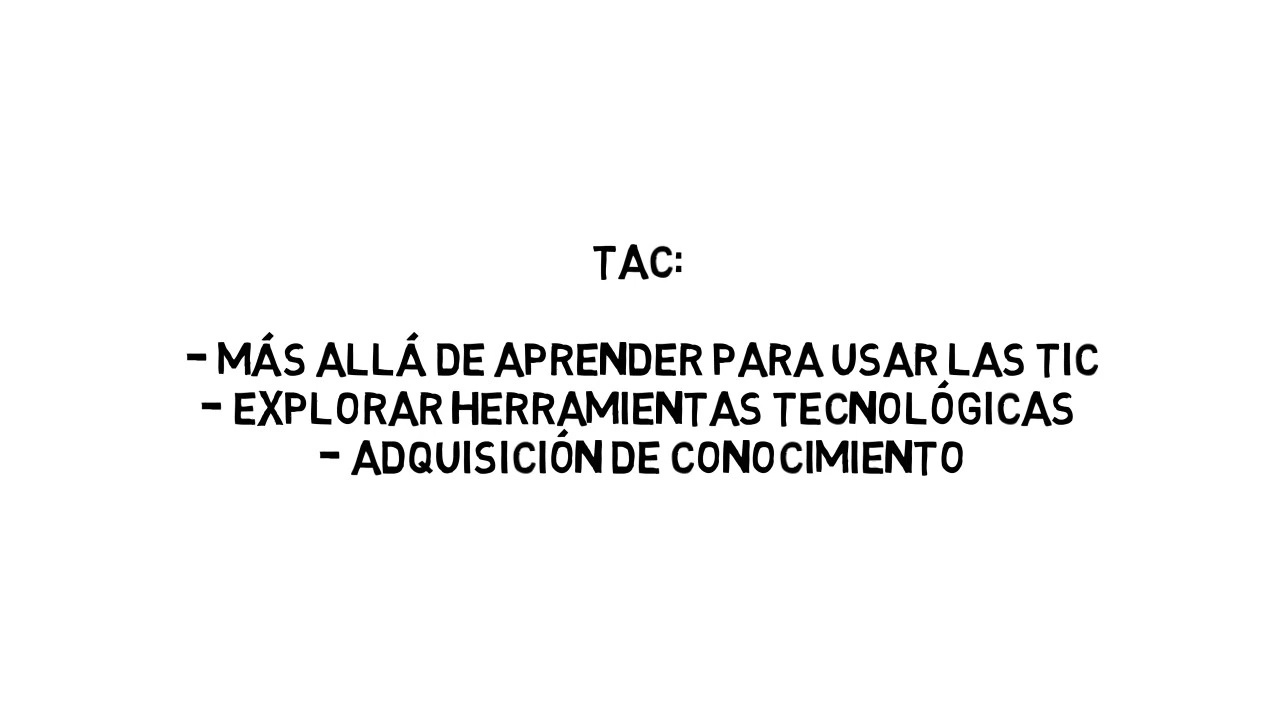 TAC:
- MÁS ALLÁ DE APRENDER PARA USAR LAS TIC
- EXPLORAR HERRAMIENTAS TECNOLÓGICAS
- ADQUISICIÓN DE CONOCIMIENTO